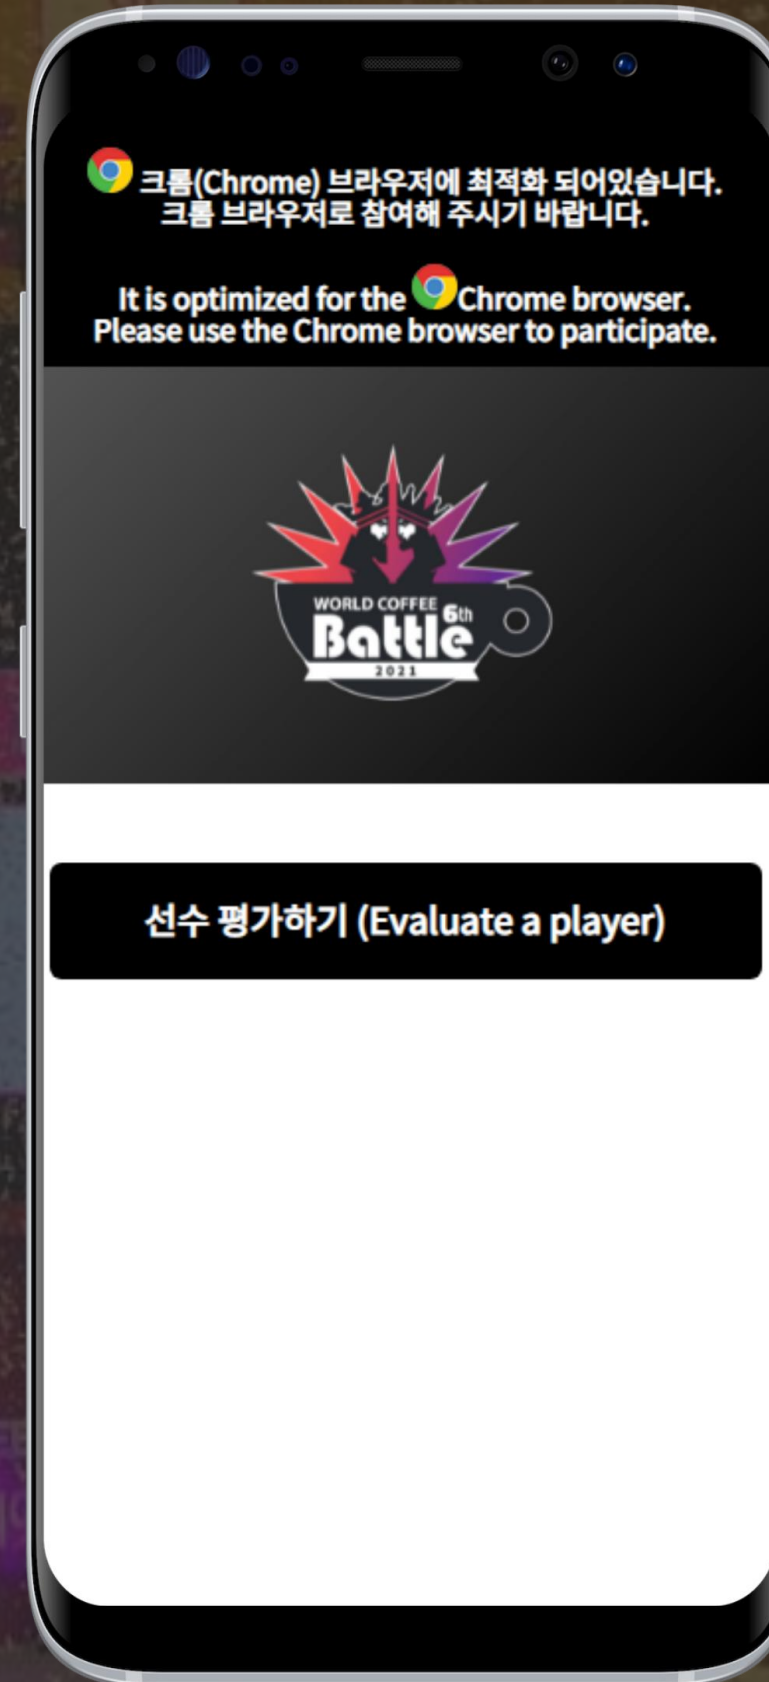 크롬(Chrome) 브라우저에 최적화 되어있습니다.
크롬 브라우저로 참여해 주시기 바랍니다.
It is optimized for the Chrome browser.
Please use the Chrome browser to participate.
WORLD COFFEE
6th
Battle
2021
선수 평가하기 (Evaluate a player)